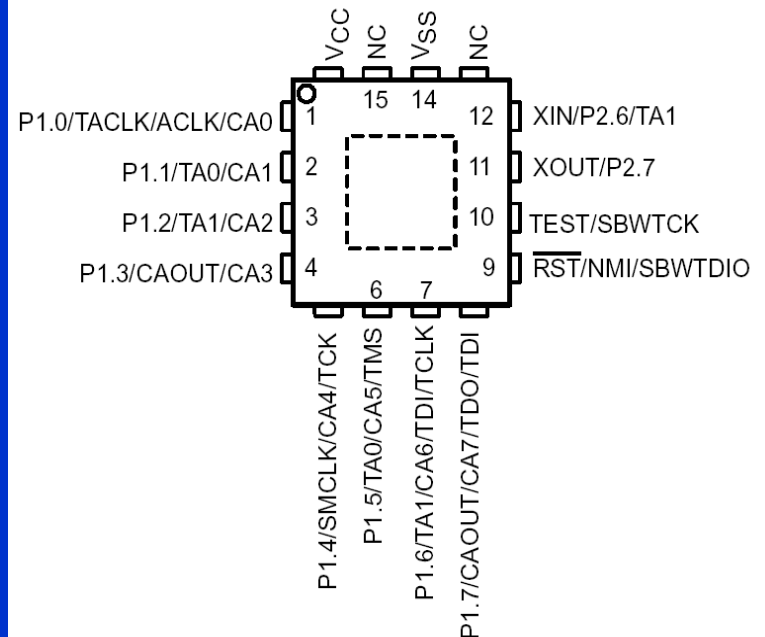 VCC
NC
VSS
NC
15
14
P1.0/TACLK/ACLK/CA0
1
12
XIN/P2.6/TA1
P1.1/TA0/CA1
2
11
XOUT/P2.7
P1.2/TA1/CA2
3
10
TEST/SBWTCK
P1.3/CAOUT/CA3
4
9
RST/NMI/SBWTDIO
6
7
P1.4/SMCLK/CA4/TCK
P1.5/TA0/CA5/TMS
P1.6/TA1/CA6/TDI/TCLK
P1.7/CAOUT/CA7/TDO/TDI